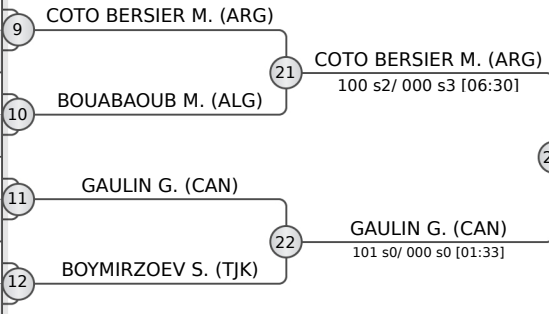 9
COTO BERSIER M. (ARG)
21
COTO BERSIER M. (ARG)
100 s2/ 000 s3 [06:30]
10
BOUABAOUB M. (ALG)
11
GAULIN G. (CAN)
22
GAULIN G. (CAN)
101 s0/ 000 s0 [01:33]
12
BOYMIRZOEV S. (TJK)